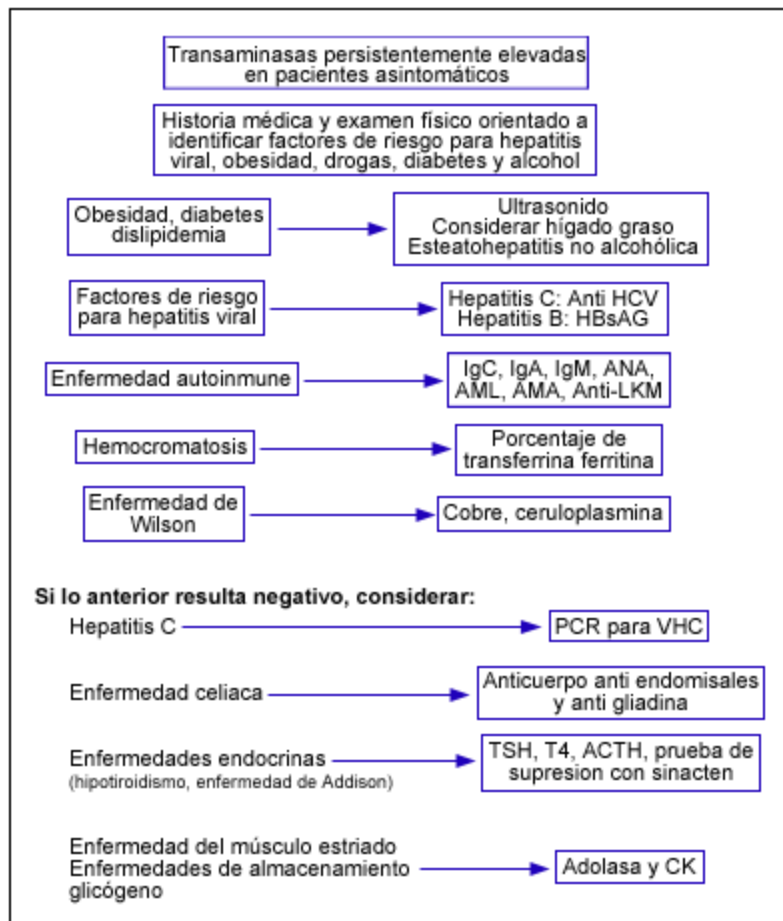 Transaminasas persistentemente elevadas
en pacientes asintomáticos
Historia médica y examen físico orientado a
identificar factores de riesgo para hepatitis
viral, obesidad, drogas, diabetes y alcohol
Obesidad, diabetes
dislipidemia
Ultrasonido
Considerar hígado graso
Esteatohepatitis no alcohólica
Factores de riesgo
para hepatitis viral
Hepatitis C: Anti HCV
Hepatitis B: HBsAG
Enfermedad autoinmune
IgC, IgA, IgM, ANA,
AML, AMA, Anti-LKM
Hemocromatosis
Porcentaje de
transferrina ferritina
Enfermedad de
Wilson
Cobre, ceruloplasmina
Si lo anterior resulta negativo, considerar:
Hepatitis C
PCR para VHC
Enfermedad celiaca
Anticuerpo anti endomisales
y anti gliadina
Enfermedades endocrinas
(hipotiroidismo, enfermedad de Addison)
TSH, T4, ACTH, prueba de
supresion con sinacten
Enfermedad del músculo estriado
Enfermedades de almacenamiento
glicógeno
Adolasa y CK